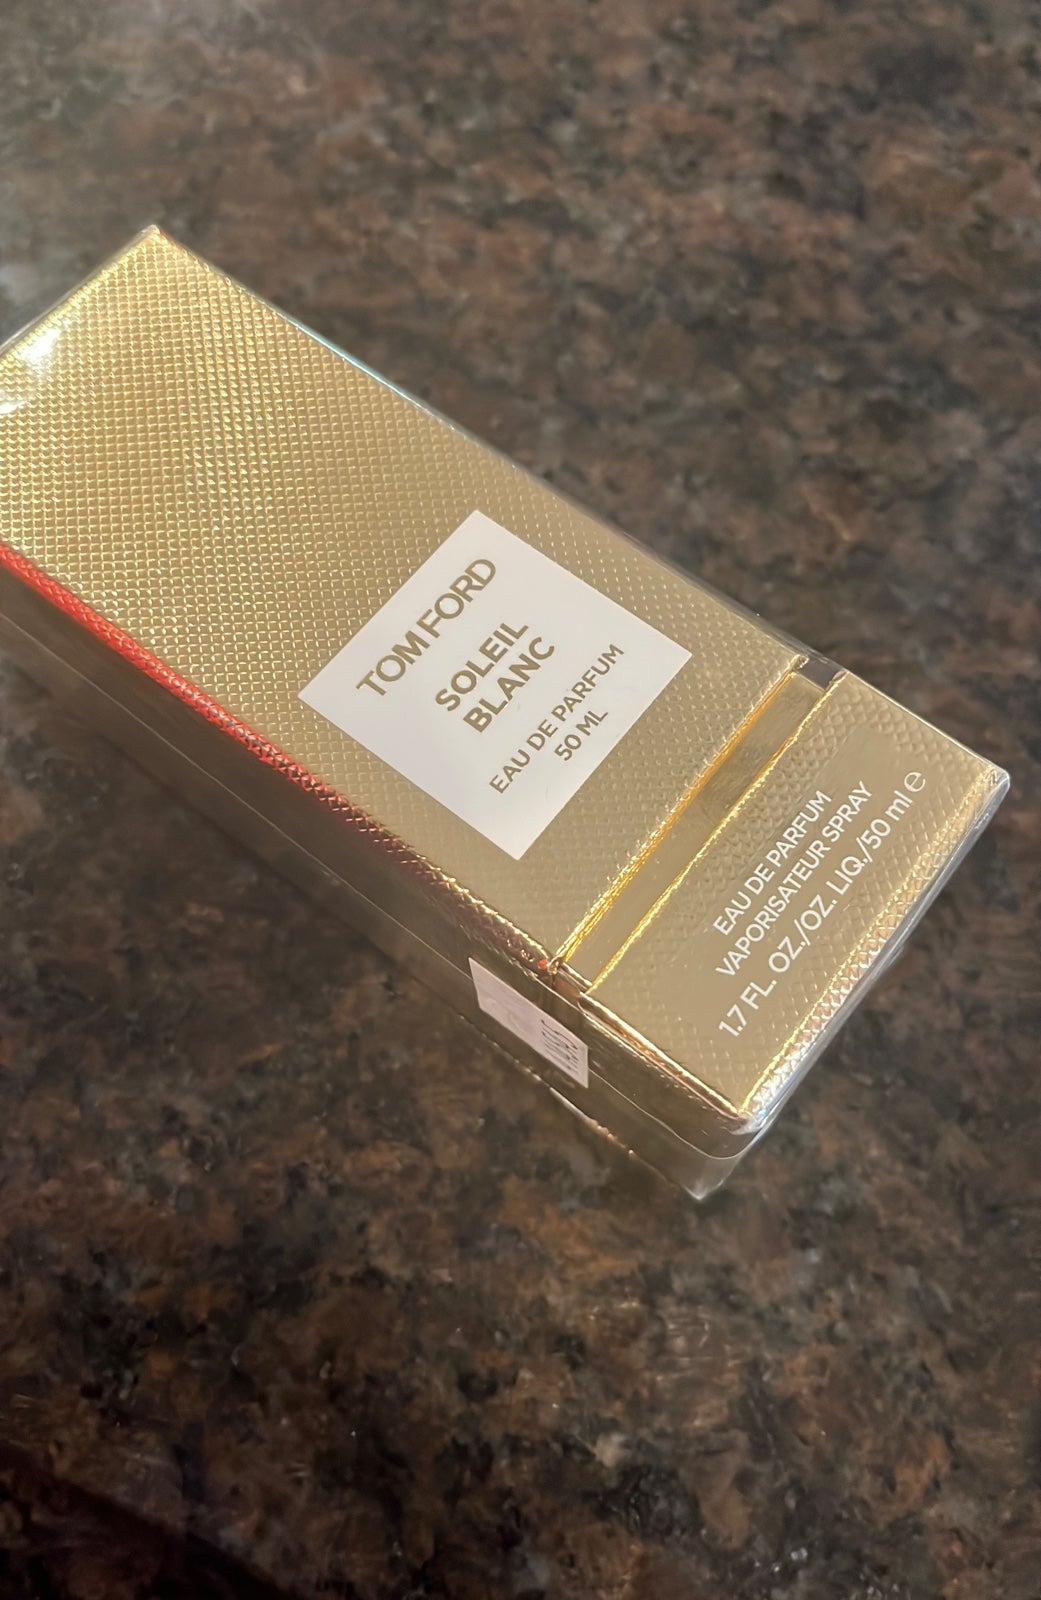 TOM FORD
SOLEIL
BLANC
EAU DE PARFUM
50 ML
EAU DE PARFUM
VAPORISATEUR SPRAY
1.7 FL. OZ./OZ. LIQ./50 ml ℮